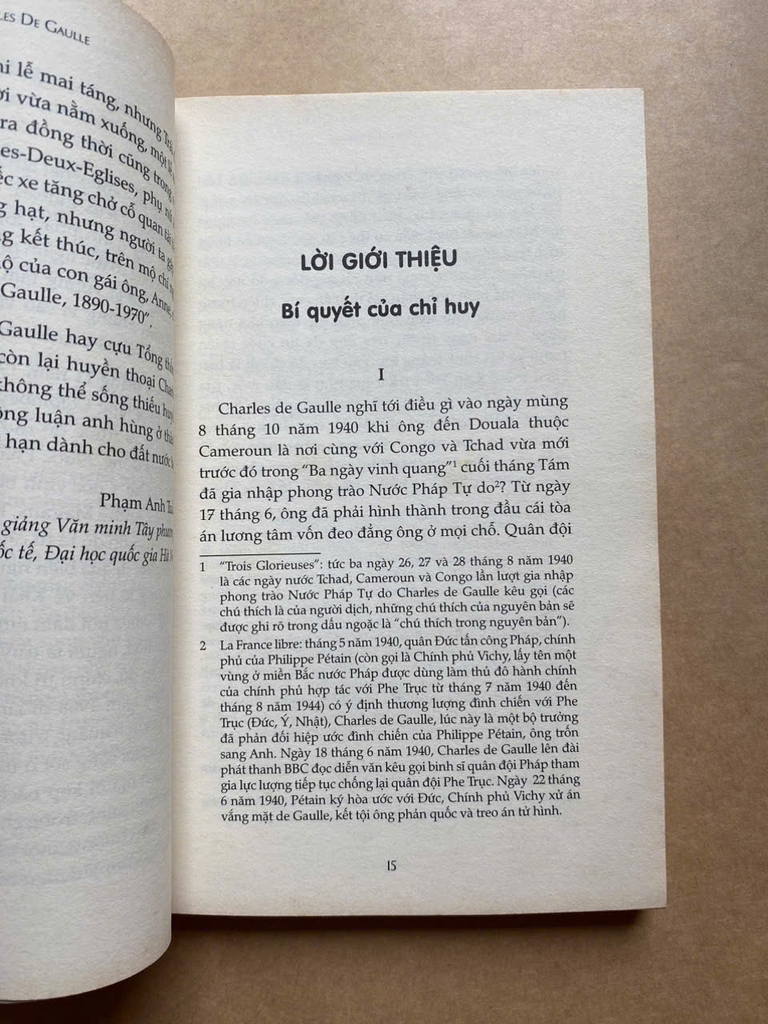 DE GAULLE
lễ mai táng, nhưng
vừa nằm xuống, một
ra đồng thời cũng trong
es-Deux-Eglises, phụ
xe tăng chở cỗ quan
hạt, nhưng người ta
kết thúc, trên mộ chỉ
của con gái ông, Anne,
Gaulle, 1890-1970".
Gaulle hay cựu Tổng
còn lại huyền thoại
không thể sống thiếu
luận anh hùng ở
hạn dành cho đất nước
Phạm Anh
giảng Văn minh Tây
tế, Đại học quốc gia Hà
LỜI GIỚI THIỆU
Bí quyết của chỉ huy
I
Charles de Gaulle nghĩ tới điều gì vào ngày mùng
8 tháng 10 năm 1940 khi ông đến Douala thuộc
Cameroun là nơi cùng với Congo và Tchad vừa mới
trước đó trong "Ba ngày vinh quang"¹ cuối tháng Tám
đã gia nhập phong trào Nước Pháp Tự do²? Từ ngày
17 tháng 6, ông đã phải hình thành trong đầu cái tòa
án lương tâm vốn đeo đẳng ông ở mọi chỗ. Quân đội
1 "Trois Glorieuses": tức ba ngày 26, 27 và 28 tháng 8 năm 1940
là các ngày nước Tchad, Cameroun và Congo lần lượt gia nhập
phong trào Nước Pháp Tự do Charles de Gaulle kêu gọi (các
chú thích là của người dịch, những chú thích của nguyên bản sẽ
được ghi rõ trong dấu ngoặc là "chú thích trong nguyên bản").
2 La France libre: tháng 5 năm 1940, quân Đức tấn công Pháp, chính
phủ của Philippe Pétain (còn gọi là Chính phủ Vichy, lấy tên một
vùng ở miền Bắc nước Pháp được dùng làm thủ đô hành chính
của chính phủ hợp tác với Phe Trục từ tháng 7 năm 1940 đến
tháng 8 năm 1944) có ý định thương lượng đình chiến với Phe
Trục (Đức, Ý, Nhật), Charles de Gaulle, lúc này là một bộ trưởng
đã phản đối hiệp ước đình chiến của Philippe Pétain, ông trốn
sang Anh. Ngày 18 tháng 6 năm 1940, Charles de Gaulle lên đài
phát thanh BBC đọc diễn văn kêu gọi binh sĩ quân đội Pháp tham
gia lực lượng tiếp tục chống lại quân đội Phe Trục. Ngày 22 tháng
6 năm 1940, Pétain ký hòa ước với Đức, Chính phủ Vichy xử án
vắng mặt de Gaulle, kết tội ông phản quốc và treo án tử hình.
15